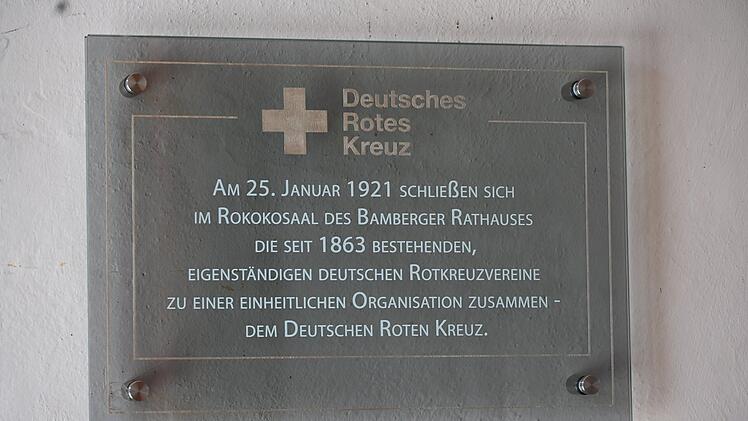 Deutsches
Rotes
Kreuz
Am 25. Januar 1921 schließen sich
im Rokokosaal des Bamberger Rathauses
die seit 1863 bestehenden,
eigenständigen deutschen Rotkreuzvereine
zu einer einheitlichen Organisation zusammen -
dem Deutschen Roten Kreuz.